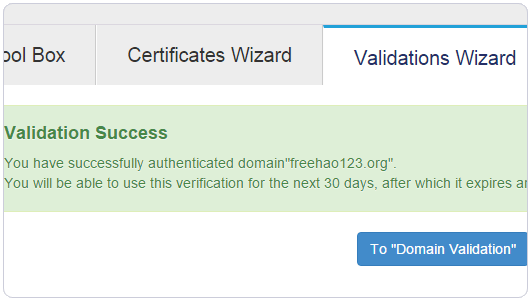 ool Box
Certificates Wizard
Validations Wizard
Validation Success
You have successfully authenticated domain"freehao123.org".
You will be able to use this verification for the next 30 days, after which it expires an
To "Domain Validation"